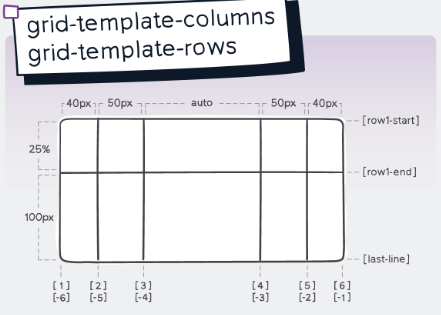 grid-template-columns
grid-template-rows
40px 50px auto 50px 40px
[row1-start]
25%
[row1-end]
100px
[last-line]
[1] [2] [3] [4] [5] [6]
[-6] [-5] [-4] [-3] [-2] [-1]